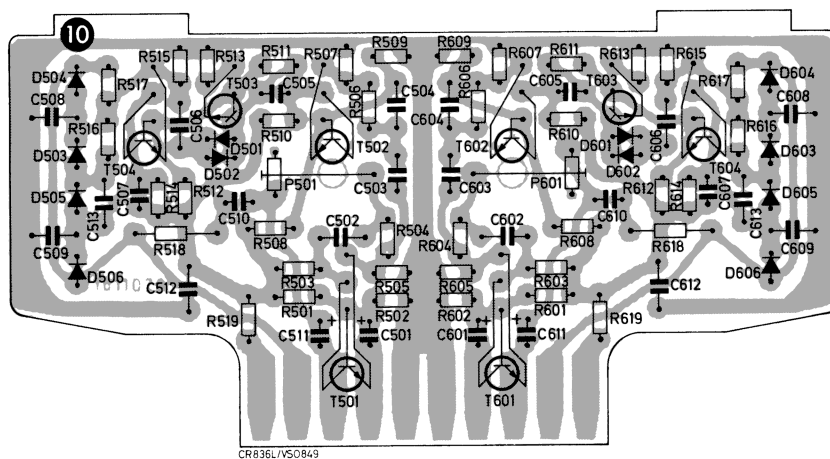 10
R509 R609
R515 R513 R511 R507 R607 R611 R613 R615
D504 R517 T503 C505 R506 C504 R606 C605 T603 R617 D604
C508 C506 C604 C606 C608
R516 D501 R510 R610 D601 R616
D503 T504 D502 T502 T602 D602 T604 D603
D505 C507 R514 R512 P501 C503 C603 P601 R612 R614 C607 D605
C513 C510 C610 C613
C509 R518 R508 C502 R504 R604 C602 R608 R618 C609
D506 R503 R505 R605 R603 D606
C512 R501 R502 R602 R601 C612
R519 C511 + + C501 C601 + + C611 R619
T501 T601
CR836L/VS0849